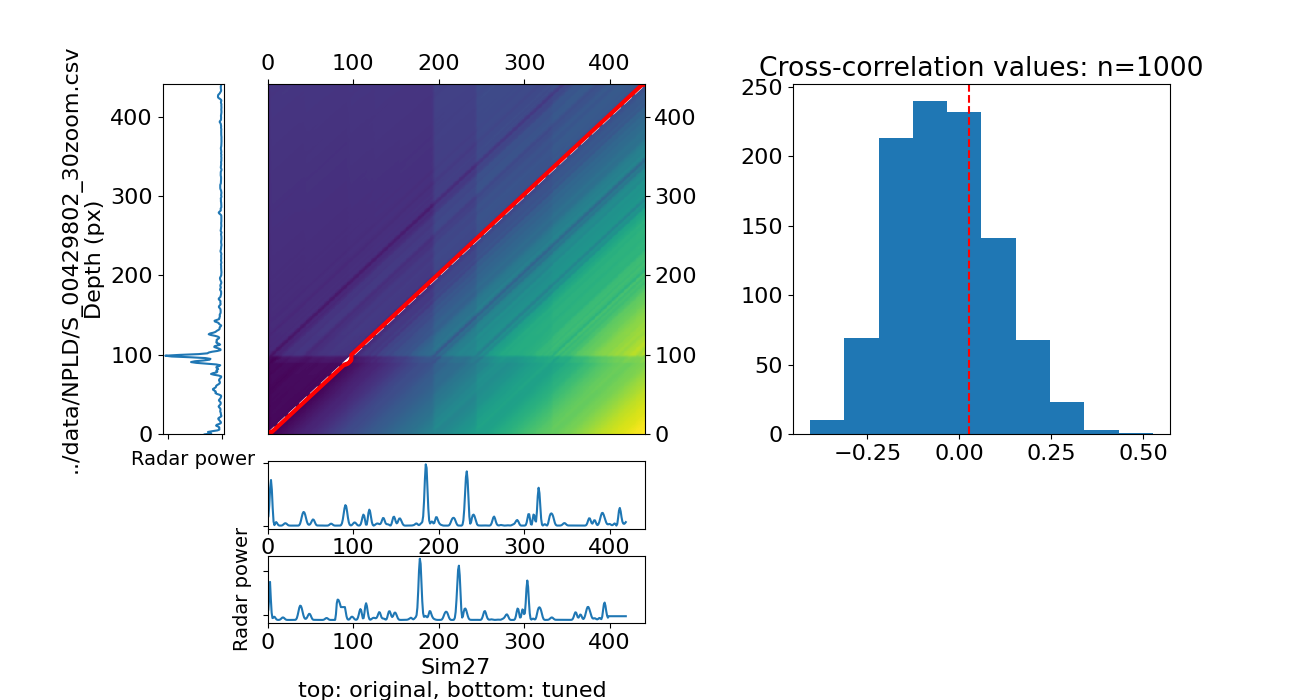 0 100 200 300 400
Cross-correlation values: n=1000
../data/NPLD/S_00429802_30zoom.csv
Depth (px)
400
300
200
100
0
400
300
200
100
0
250
200
150
100
50
0
−0.25 0.00 0.25 0.50
Radar power
0 100 200 300 400
Radar power
0 100 200 300 400
Sim27
top: original, bottom: tuned